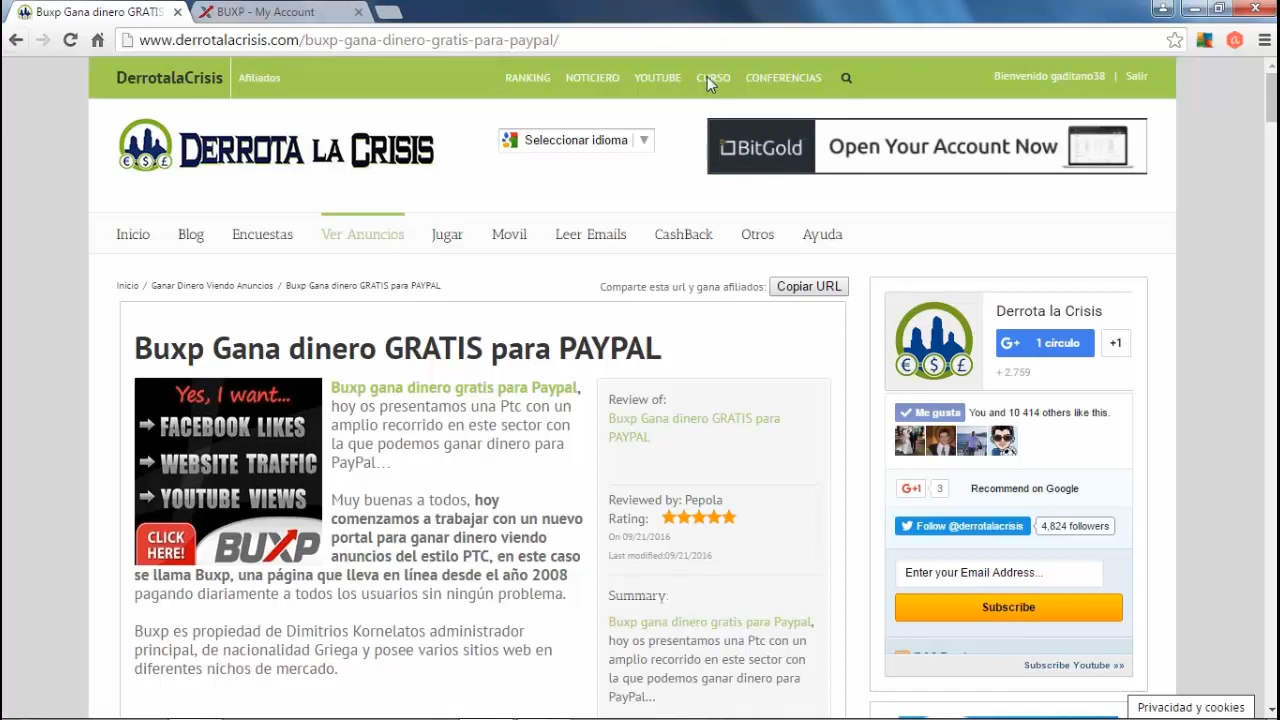 Buxp Gana dinero GRATIS
BUXP - My Account
www.derrotalacrisis.com/buxp-gana-dinero-gratis-para-paypal/
DerrotalaCrisis
Afiliados
RANKING
NOTICIERO
YOUTUBE
CURSO
CONFERENCIAS
Bienvenido gaditano38 | Salir
DERROTA LA CRISIS
Seleccionar idioma
BitGold
Open Your Account Now
Inicio
Blog
Encuestas
Ver Anuncios
Jugar
Movil
Leer Emails
CashBack
Otros
Ayuda
Inicio / Ganar Dinero Viendo Anuncios / Buxp Gana dinero GRATIS para PAYPAL
Comparte esta url y gana afiliados:
Copiar URL
Buxp Gana dinero GRATIS para PAYPAL
Yes, I want...
FACEBOOK LIKES
WEBSITE TRAFFIC
YOUTUBE VIEWS
CLICK
HERE!
BUXP
Buxp gana dinero gratis para Paypal,
hoy os presentamos una Ptc con un
amplio recorrido en este sector con
la que podemos ganar dinero para
PayPal…
Muy buenas a todos, hoy
comenzamos a trabajar con un nuevo
portal para ganar dinero viendo
anuncios del estilo PTC, en este caso
se llama Buxp, una página que lleva en línea desde el año 2008
pagando diariamente a todos los usuarios sin ningún problema.
Buxp es propiedad de Dimitrios Kornelatos administrador
principal, de nacionalidad Griega y posee varios sitios web en
diferentes nichos de mercado.
Review of:
Buxp Gana dinero GRATIS para
PAYPAL
Reviewed by: Pepola
Rating:
On 09/21/2016
Last modified:09/21/2016
Summary:
Buxp gana dinero gratis para Paypal,
hoy os presentamos una Ptc con un
amplio recorrido en este sector con
la que podemos ganar dinero para
PayPal...
Derrota la Crisis
G+ 1 círculo
+1
+ 2.759
Me gusta
You and 10 414 others like this.
G+1
3
Recommend on Google
Follow @derrotalacrisis
4,824 followers
Enter your Email Address...
Subscribe
Subscribe Youtube »»
Privacidad y cookies